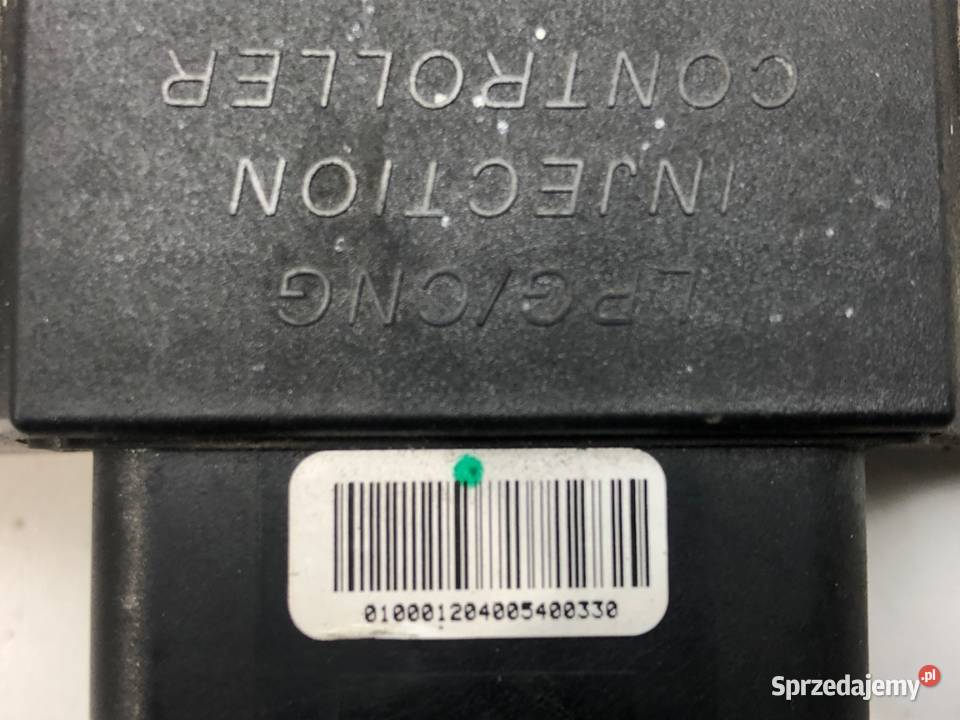 LPG/CNG
INJECTION
CONTROLLER
010001204005400330
Sprzedajemy.pl